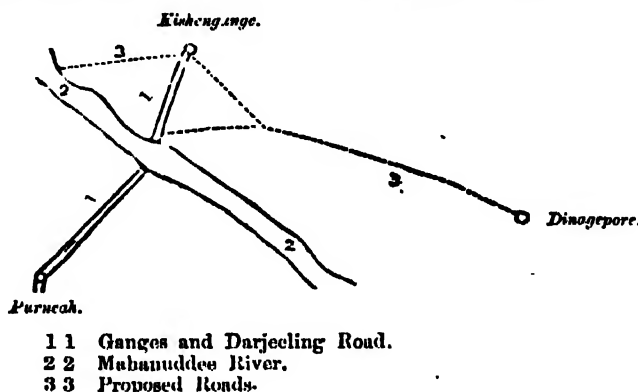 Kishengunge.
3
1
2
1
3
Dinagepore.
2
Purneah.
1 1 Ganges and Darjeeling Road.
2 2 Mahanuddee River.
3 3 Proposed Roads.